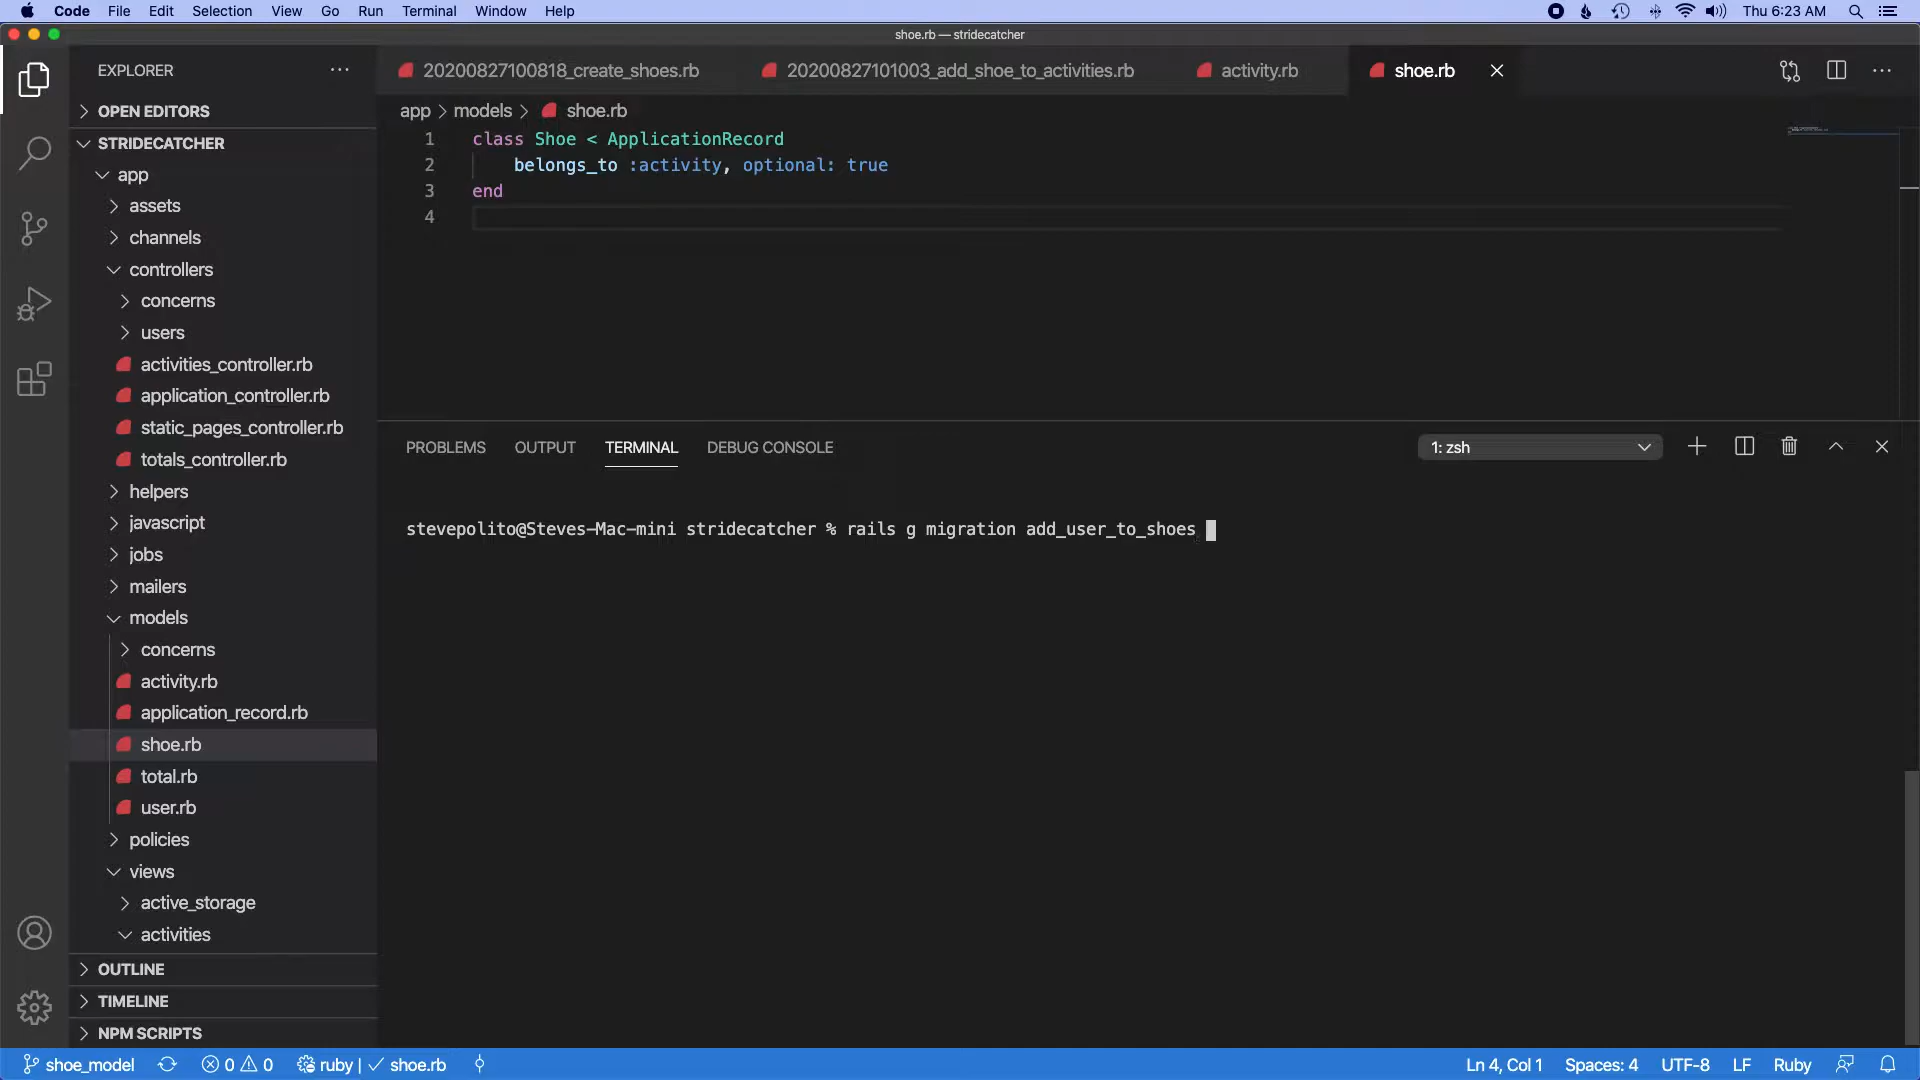 Code File Edit Selection View Go Run Terminal Window Help Thu 6:23 AM
shoe.rb — stridecatcher
EXPLORER
OPEN EDITORS
STRIDECATCHER
app
assets
channels
controllers
concerns
users
activities_controller.rb
application_controller.rb
static_pages_controller.rb
totals_controller.rb
helpers
javascript
jobs
mailers
models
concerns
activity.rb
application_record.rb
shoe.rb
total.rb
user.rb
policies
views
active_storage
activities
OUTLINE
TIMELINE
NPM SCRIPTS
20200827100818_create_shoes.rb 20200827101003_add_shoe_to_activities.rb activity.rb shoe.rb
app > models > shoe.rb
1 class Shoe < ApplicationRecord
2 belongs_to :activity, optional: true
3 end
4
PROBLEMS OUTPUT TERMINAL DEBUG CONSOLE 1: zsh
stevepolito@Steves-Mac-mini stridecatcher % rails g migration add_user_to_shoes
shoe_model 0 0 ruby | ✓ shoe.rb Ln 4, Col 1 Spaces: 4 UTF-8 LF Ruby